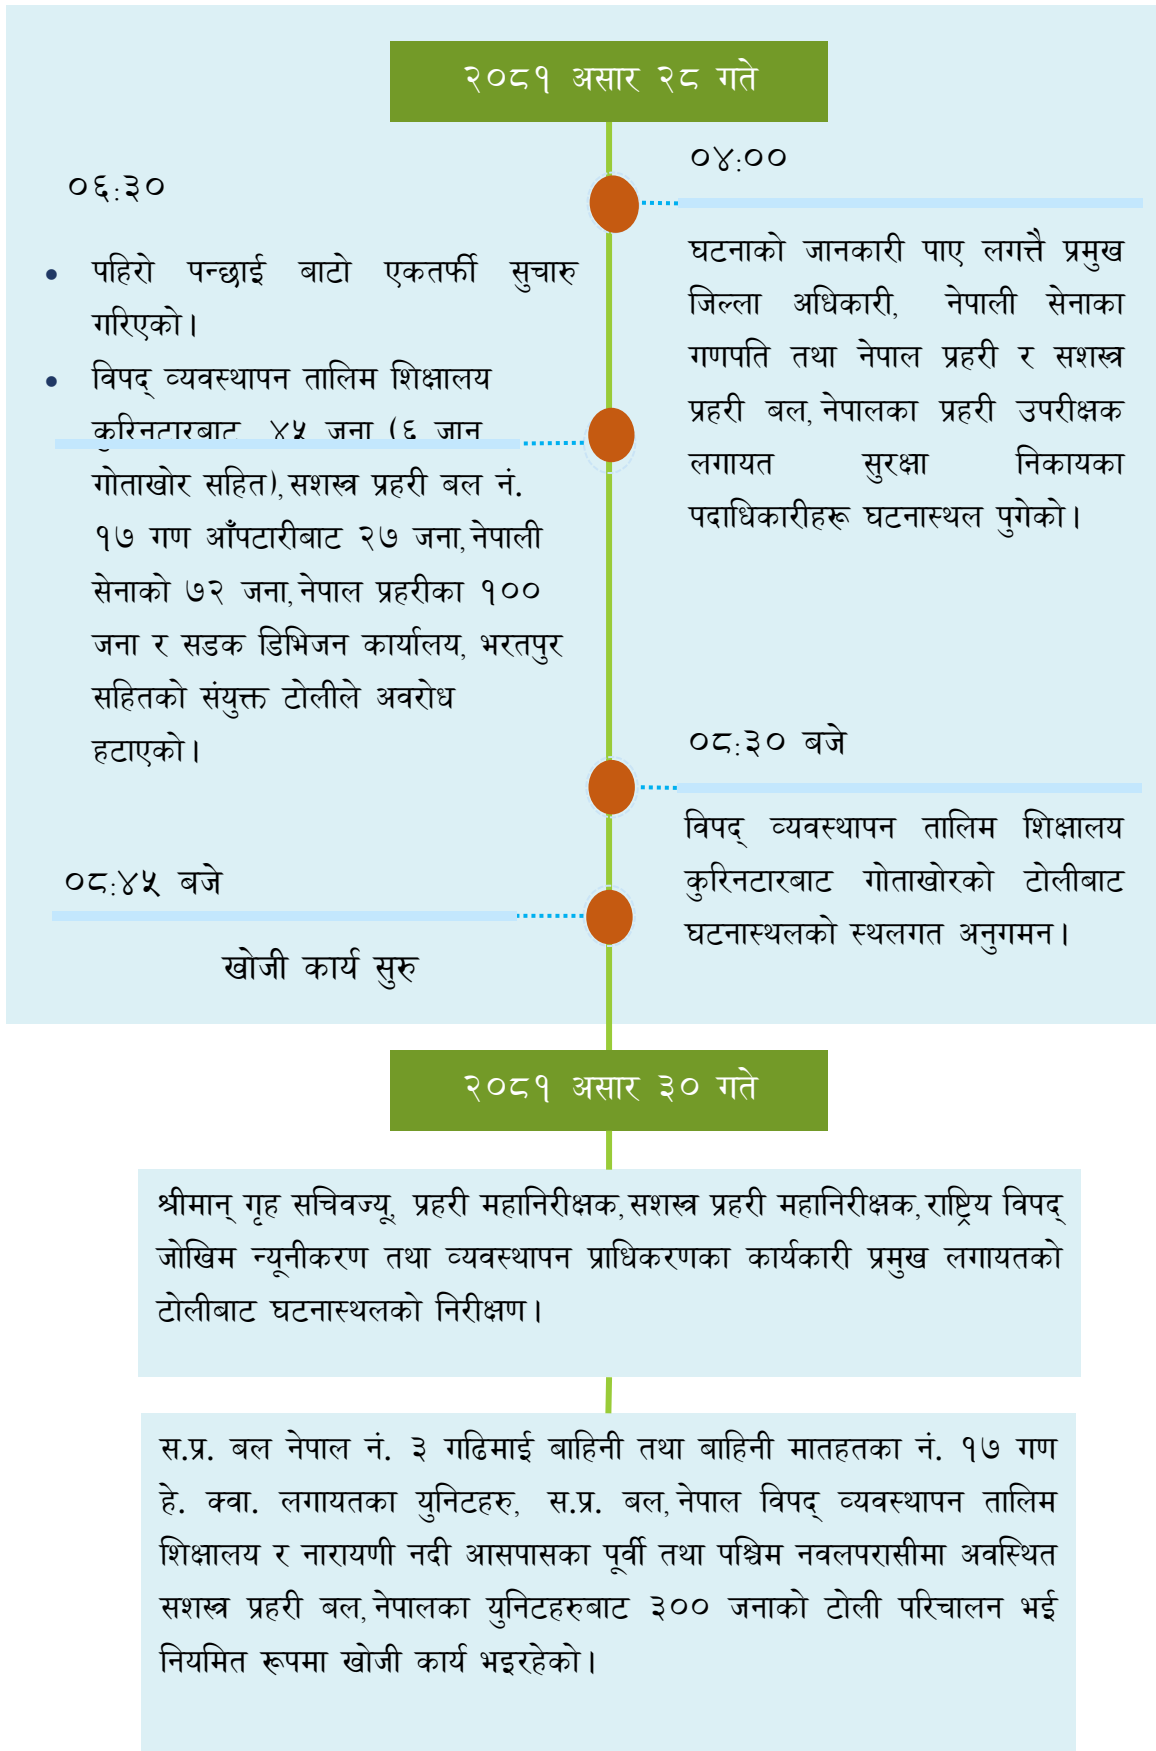 २०८१ असार २८ गते
०४:००
घटनाको जानकारी पाए लगत्तै प्रमुख
जिल्ला अधिकारी, नेपाली सेनाका
गणपति तथा नेपाल प्रहरी र सशस्त्र
प्रहरी बल, नेपालका प्रहरी उपरीक्षक
लगायत सुरक्षा निकायका
पदाधिकारीहरू घटनास्थल पुगेको।
०६:३०
• पहिरो पन्छाई बाटो एकतर्फी सुचारु
गरिएको।
• विपद् व्यवस्थापन तालिम शिक्षालय
कुरिनटारबाट ४५ जना (६ जान
गोताखोर सहित), सशस्त्र प्रहरी बल नं.
१७ गण आँपटारीबाट २७ जना, नेपाली
सेनाको ७२ जना, नेपाल प्रहरीका १००
जना र सडक डिभिजन कार्यालय, भरतपुर
सहितको संयुक्त टोलीले अवरोध
हटाएको।
०८:३० बजे
विपद् व्यवस्थापन तालिम शिक्षालय
कुरिनटारबाट गोताखोरको टोलीबाट
घटनास्थलको स्थलगत अनुगमन।
०८:४५ बजे
खोजी कार्य सुरु
२०८१ असार ३० गते
श्रीमान् गृह सचिवज्यू, प्रहरी महानिरीक्षक, सशस्त्र प्रहरी महानिरीक्षक, राष्ट्रिय विपद्
जोखिम न्यूनीकरण तथा व्यवस्थापन प्राधिकरणका कार्यकारी प्रमुख लगायतको
टोलीबाट घटनास्थलको निरीक्षण।
स.प्र. बल नेपाल नं. ३ गढिमाई बाहिनी तथा बाहिनी मातहतका नं. १७ गण
हे. क्वा. लगायतका युनिटहरु, स.प्र. बल, नेपाल विपद् व्यवस्थापन तालिम
शिक्षालय र नारायणी नदी आसपासका पूर्वी तथा पश्चिम नवलपरासीमा अवस्थित
सशस्त्र प्रहरी बल, नेपालका युनिटहरुबाट ३०० जनाको टोली परिचालन भई
नियमित रूपमा खोजी कार्य भइरहेको।